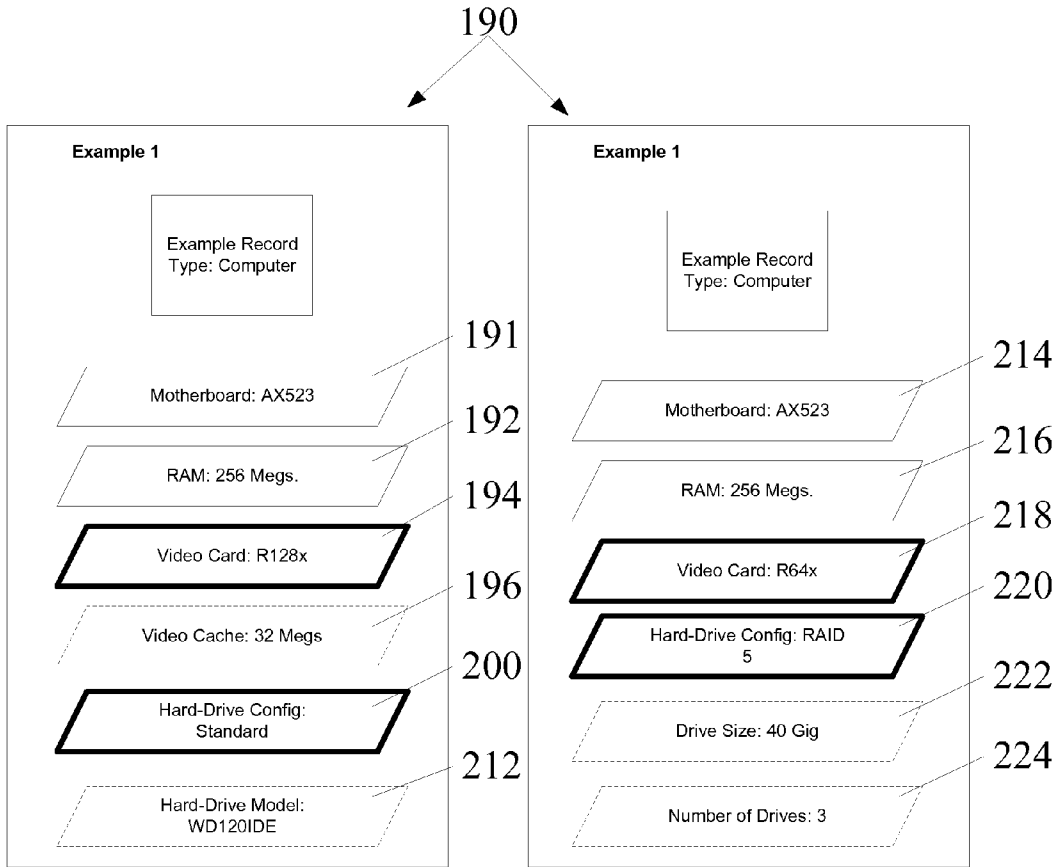 190
Example 1
Example Record
Type: Computer
191
Motherboard: AX523
192
RAM: 256 Megs.
194
Video Card: R128x
196
Video Cache: 32 Megs
200
Hard-Drive Config:
Standard
212
Hard-Drive Model:
WD120IDE
Example 1
Example Record
Type: Computer
214
Motherboard: AX523
216
RAM: 256 Megs.
218
Video Card: R64x
220
Hard-Drive Config: RAID
5
222
Drive Size: 40 Gig
224
Number of Drives: 3